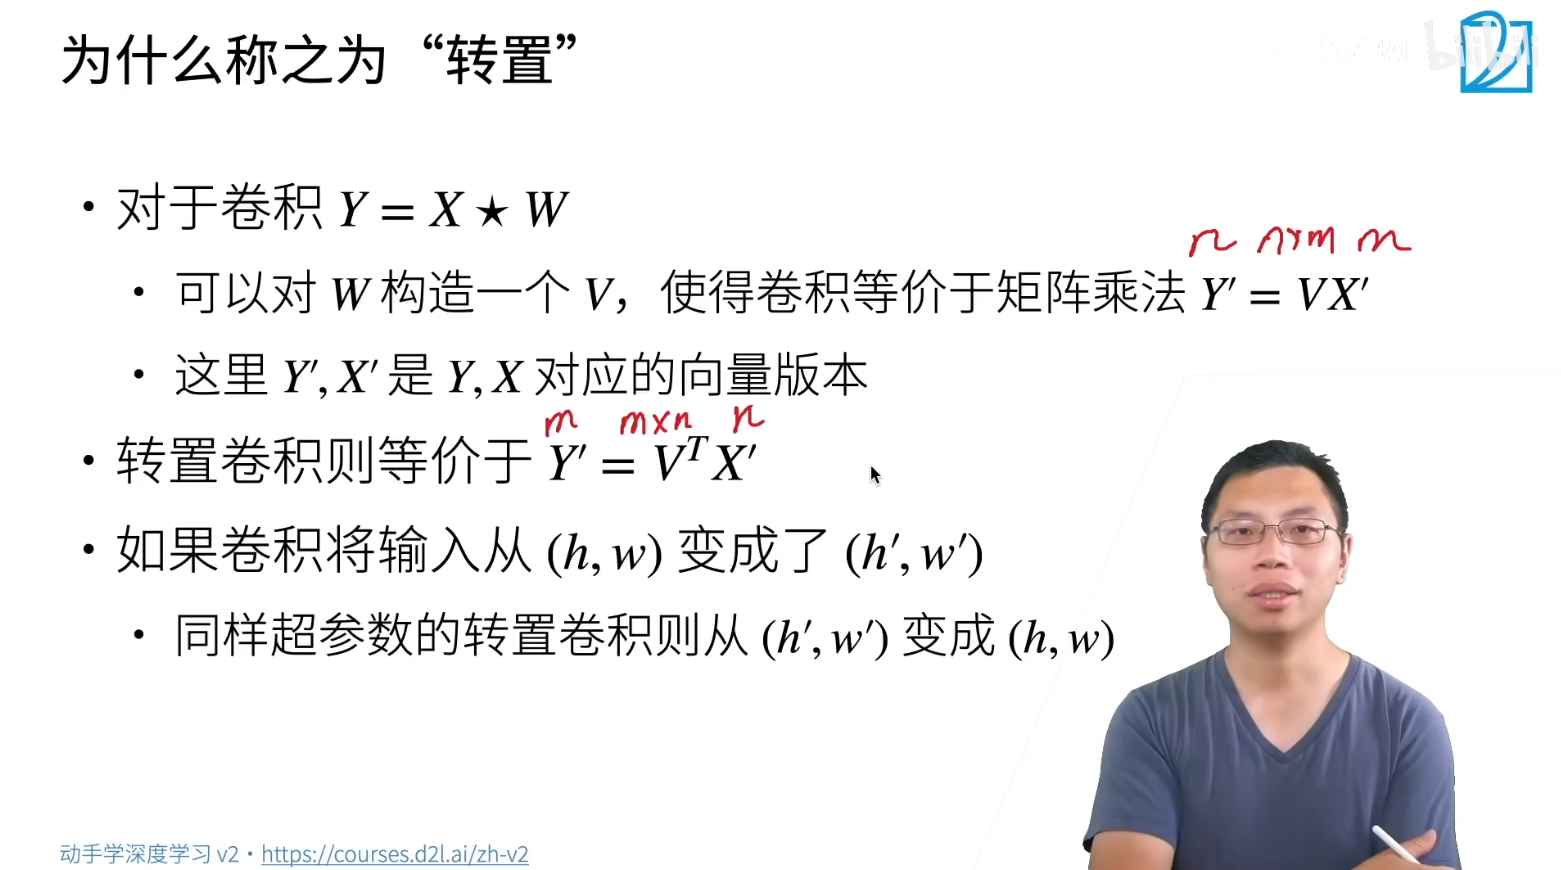 为什么称之为“转置”
bilibili
• 对于卷积 Y = X ★ W
n n×m m
• 可以对 W 构造一个 V，使得卷积等价于矩阵乘法 Y′ = VX′
• 这里 Y′, X′ 是 Y, X 对应的向量版本
m m×n n
• 转置卷积则等价于 Y′ = VᵀX′
• 如果卷积将输入从 (h, w) 变成了 (h′, w′)
• 同样超参数的转置卷积则从 (h′, w′) 变成 (h, w)
动手学深度学习 v2 • https://courses.d2l.ai/zh-v2